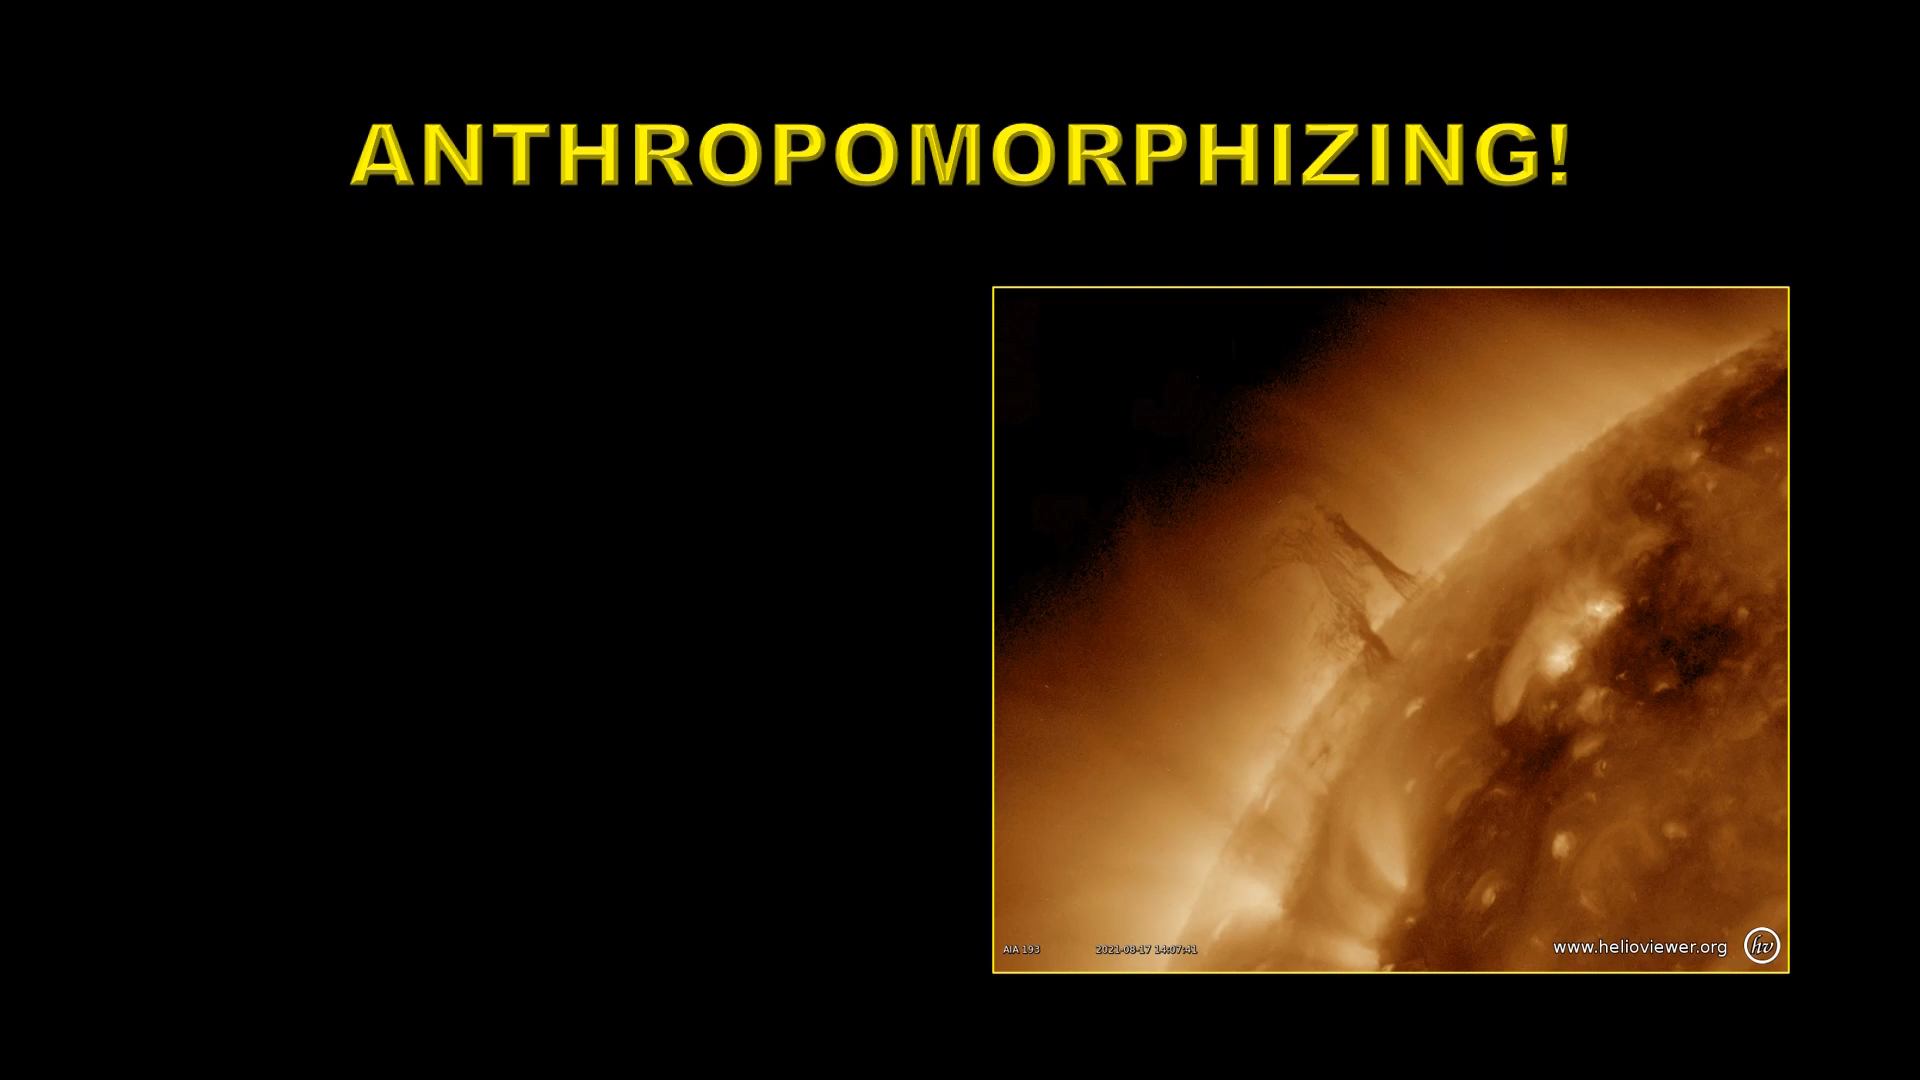 ANTHROPOMORPHIZING!
AIA 193 2021-08-17 14:07:41
www.helioviewer.org hv